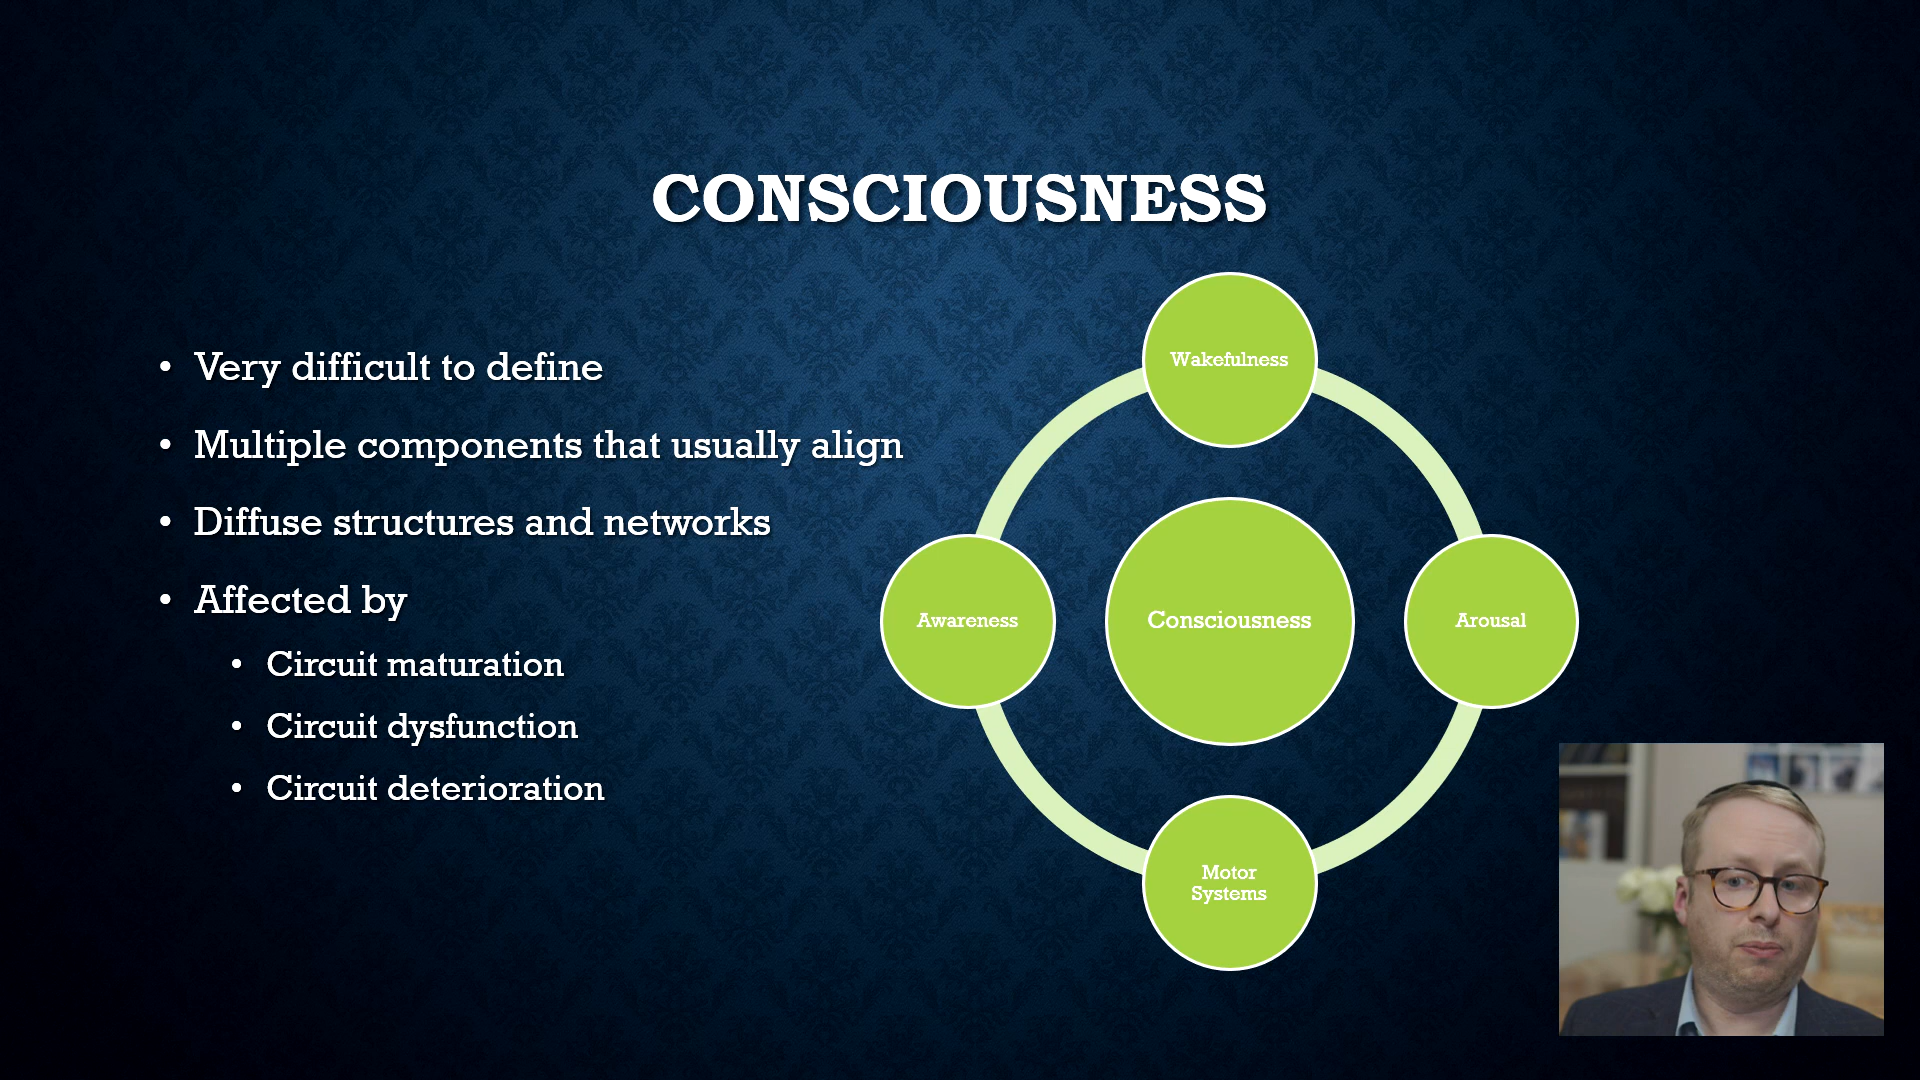 CONSCIOUSNESS
• Very difficult to define
• Multiple components that usually align
• Diffuse structures and networks
• Affected by
• Circuit maturation
• Circuit dysfunction
• Circuit deterioration
Wakefulness
Awareness
Consciousness
Arousal
Motor
Systems